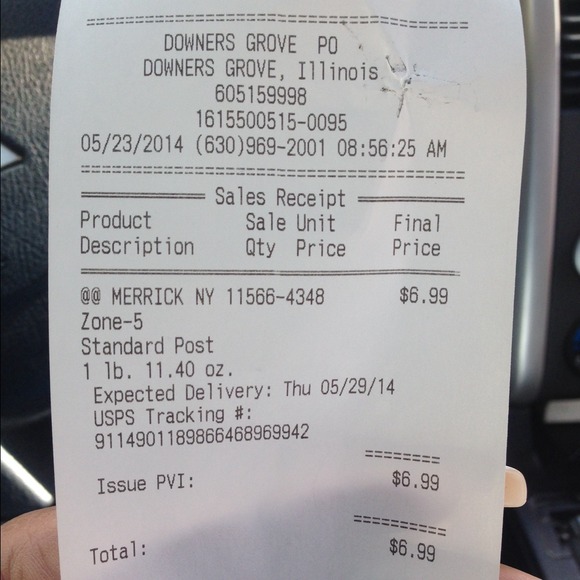 DOWNERS GROVE PO
DOWNERS GROVE, Illinois
605159998
1615500515-0095
05/23/2014 (630)969-2001 08:56:25 AM
Sales Receipt
Product Sale Unit Final
Description Qty Price Price
@@ MERRICK NY 11566-4348 $6.99
Zone-5
Standard Post
1 lb. 11.40 oz.
Expected Delivery: Thu 05/29/14
USPS Tracking #:
9114901189866468969942
Issue PVI: $6.99
Total: $6.99